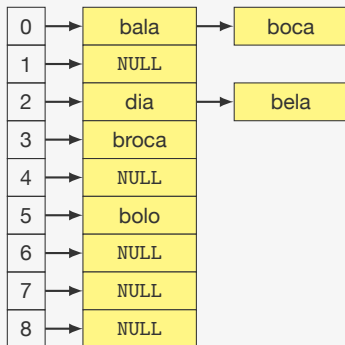 0 bala boca
1 NULL
2 dia bela
3 broca
4 NULL
5 bolo
6 NULL
7 NULL
8 NULL